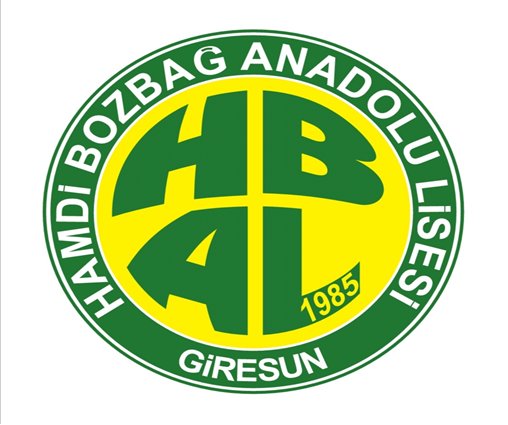 HAMDİ BOZBAĞ ANADOLU LİSESİ
HB
AL
1985
GİRESUN